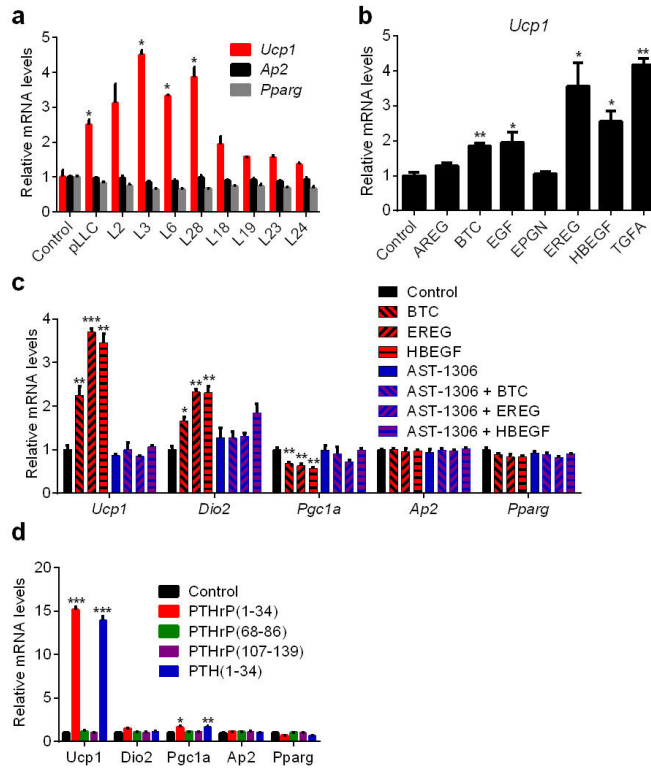 a
Relative mRNA levels
5
4
3
2
1
0
*
*
*
*
Ucp1
Ap2
Pparg
Control
pLLC
L2
L3
L6
L28
L18
L19
L23
L24
b
Ucp1
Relative mRNA levels
5
4
3
2
1
0
**
*
*
*
**
Control
AREG
BTC
EGF
EPGN
EREG
HBEGF
TGFA
c
Relative mRNA levels
4
3
2
1
0
**
***
**
*
**
**
**
**
**
Control
BTC
EREG
HBEGF
AST-1306
AST-1306 + BTC
AST-1306 + EREG
AST-1306 + HBEGF
Ucp1
Dio2
Pgc1a
Ap2
Pparg
d
Relative mRNA levels
20
15
10
5
2
1
0
***
***
*
**
Control
PTHrP(1-34)
PTHrP(68-86)
PTHrP(107-139)
PTH(1-34)
Ucp1
Dio2
Pgc1a
Ap2
Pparg